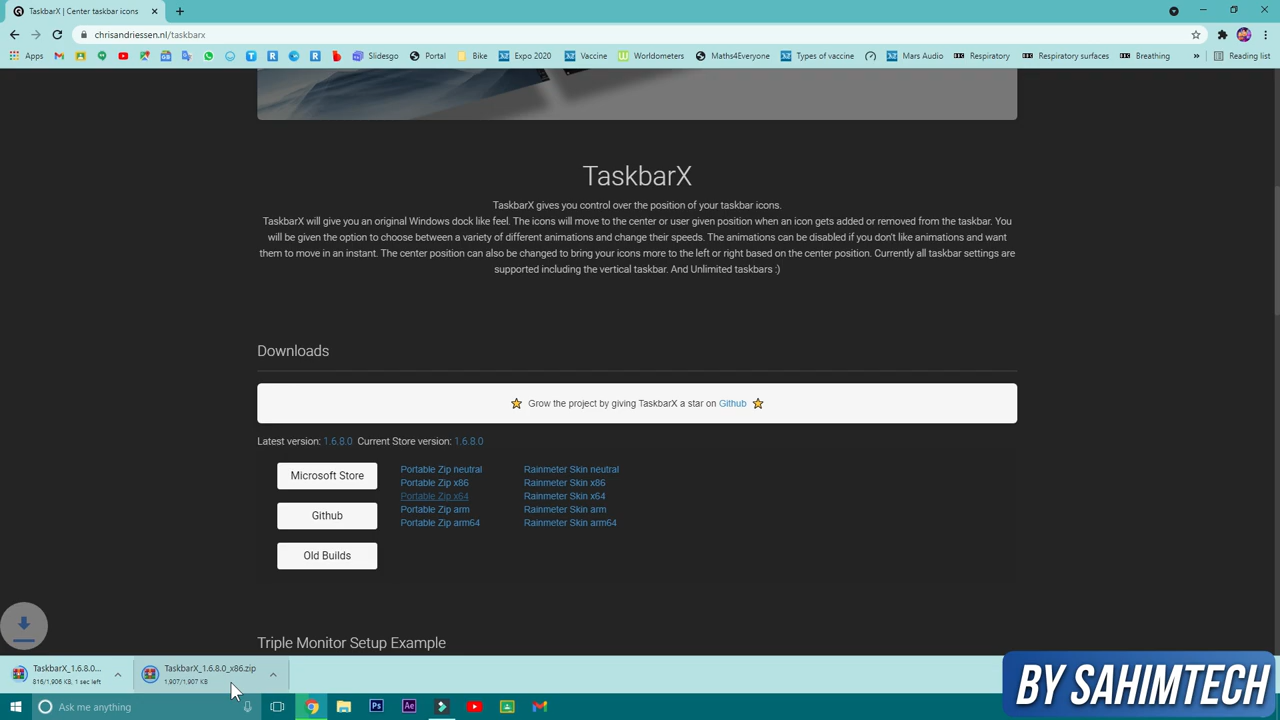 TaskbarX | Center taskbar icons
chrisandriessen.nl/taskbarx
Apps Slidesgo Portal Bike Expo 2020 Vaccine Worldometers Maths4Everyone Types of vaccine Mars Audio Respiratory Respiratory surfaces Breathing » Reading list
TaskbarX
TaskbarX gives you control over the position of your taskbar icons.
TaskbarX will give you an original Windows dock like feel. The icons will move to the center or user given position when an icon gets added or removed from the taskbar. You
will be given the option to choose between a variety of different animations and change their speeds. The animations can be disabled if you don't like animations and want
them to move in an instant. The center position can also be changed to bring your icons more to the left or right based on the center position. Currently all taskbar settings are
supported including the vertical taskbar. And Unlimited taskbars :)
Downloads
Grow the project by giving TaskbarX a star on Github
Latest version: 1.6.8.0 Current Store version: 1.6.8.0
Microsoft Store
Github
Old Builds
Portable Zip neutral
Portable Zip x86
Portable Zip x64
Portable Zip arm
Portable Zip arm64
Rainmeter Skin neutral
Rainmeter Skin x86
Rainmeter Skin x64
Rainmeter Skin arm
Rainmeter Skin arm64
Triple Monitor Setup Example
TaskbarX_1.6.8.0...
816/1,906 KB, 1 sec left
TaskbarX_1.6.8.0_x86.zip
1,907/1,907 KB
BY SAHIMTECH
Ask me anything
Ps
Ae